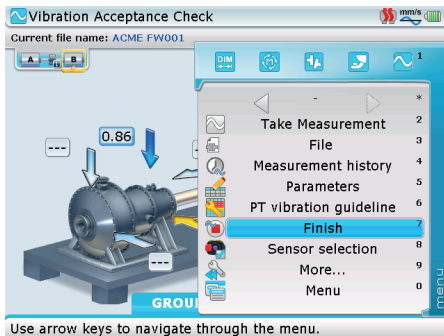 Vibration Acceptance Check
mm/s
Current file name: ACME FW001
A
B
DIM
1
- *
Take Measurement 2
File 3
Measurement history 4
Parameters 5
PT vibration guideline 6
Finish 7
Sensor selection 8
More... 9
Menu 0
menu
---
0.86
---
Use arrow keys to navigate through the menu.